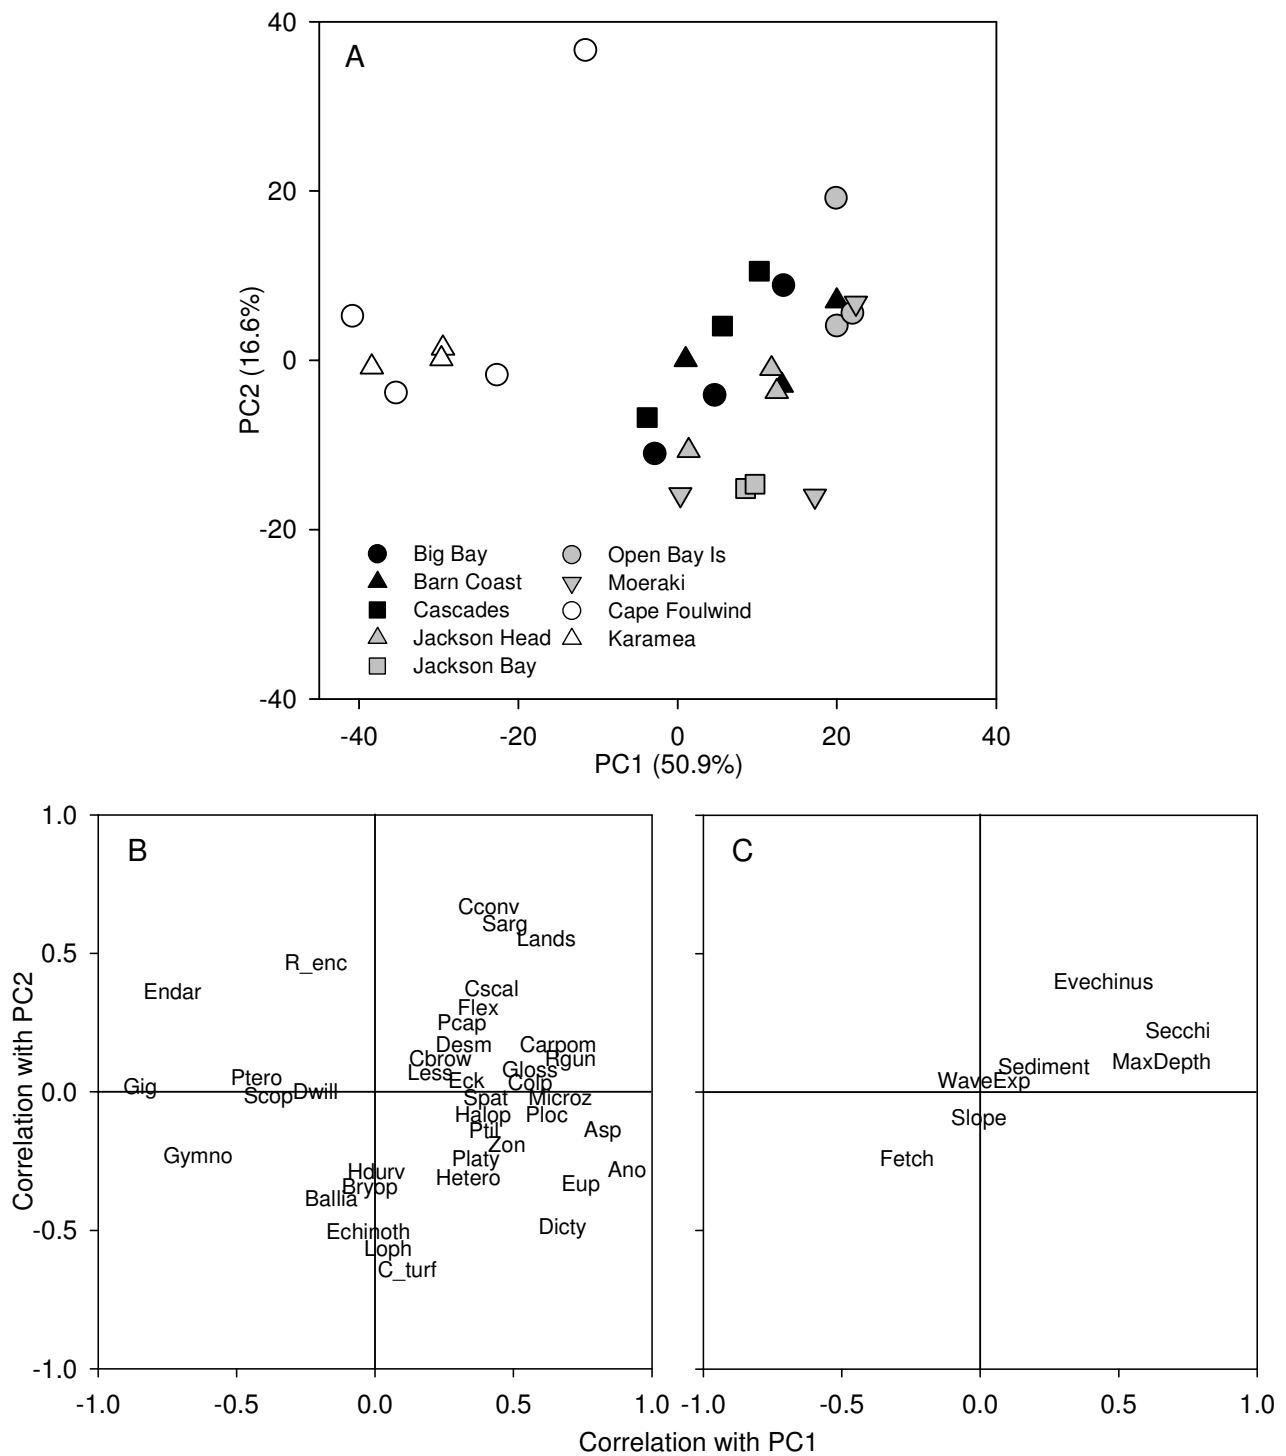 A
40
20
0
-20
-40
PC2 (16.6%)
-40 -20 0 20 40
PC1 (50.9%)
Big Bay
Barn Coast
Cascades
Jackson Head
Jackson Bay
Open Bay Is
Moeraki
Cape Foulwind
Karamea
B
1.0
0.5
0.0
-0.5
-1.0
Correlation with PC2
Cconv
Sarg
Lands
R_enc
Endar
Cscal
Flex
Pcap
Desm
Carpom
Cbrow
Rgun
Less
Gloss
Eck
Colp
Ptero
Gig
Scop
Dwill
Spat
Microz
Halop
Ploc
Ptil
Asp
Zon
Gymno
Platy
Ano
Hdurv
Hetero
Eup
Bryop
Ballia
Echinoth
Dicty
Loph
C_turf
-1.0 -0.5 0.0 0.5 1.0
C
Evechinus
Secchi
MaxDepth
Sediment
WaveExp
Slope
Fetch
-1.0 -0.5 0.0 0.5 1.0
Correlation with PC1